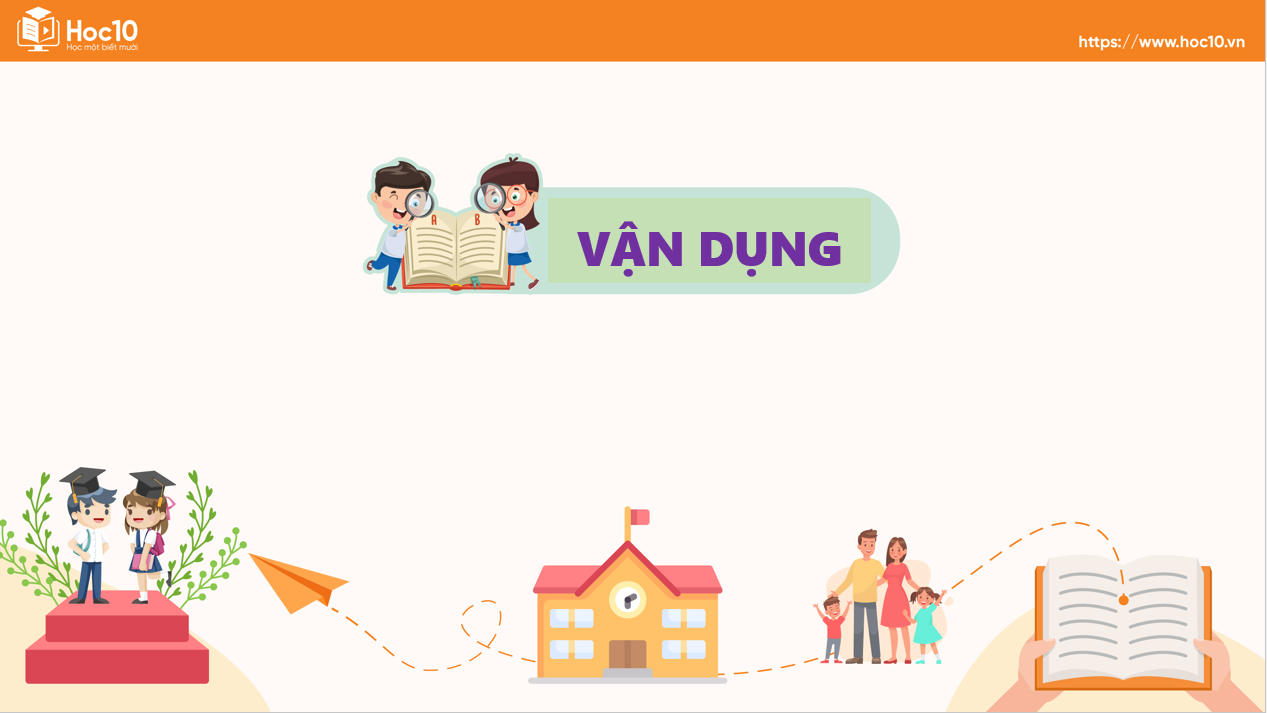 Hoc10
Học một biết mười
https://www.hoc10.vn
A B
VẬN DỤNG